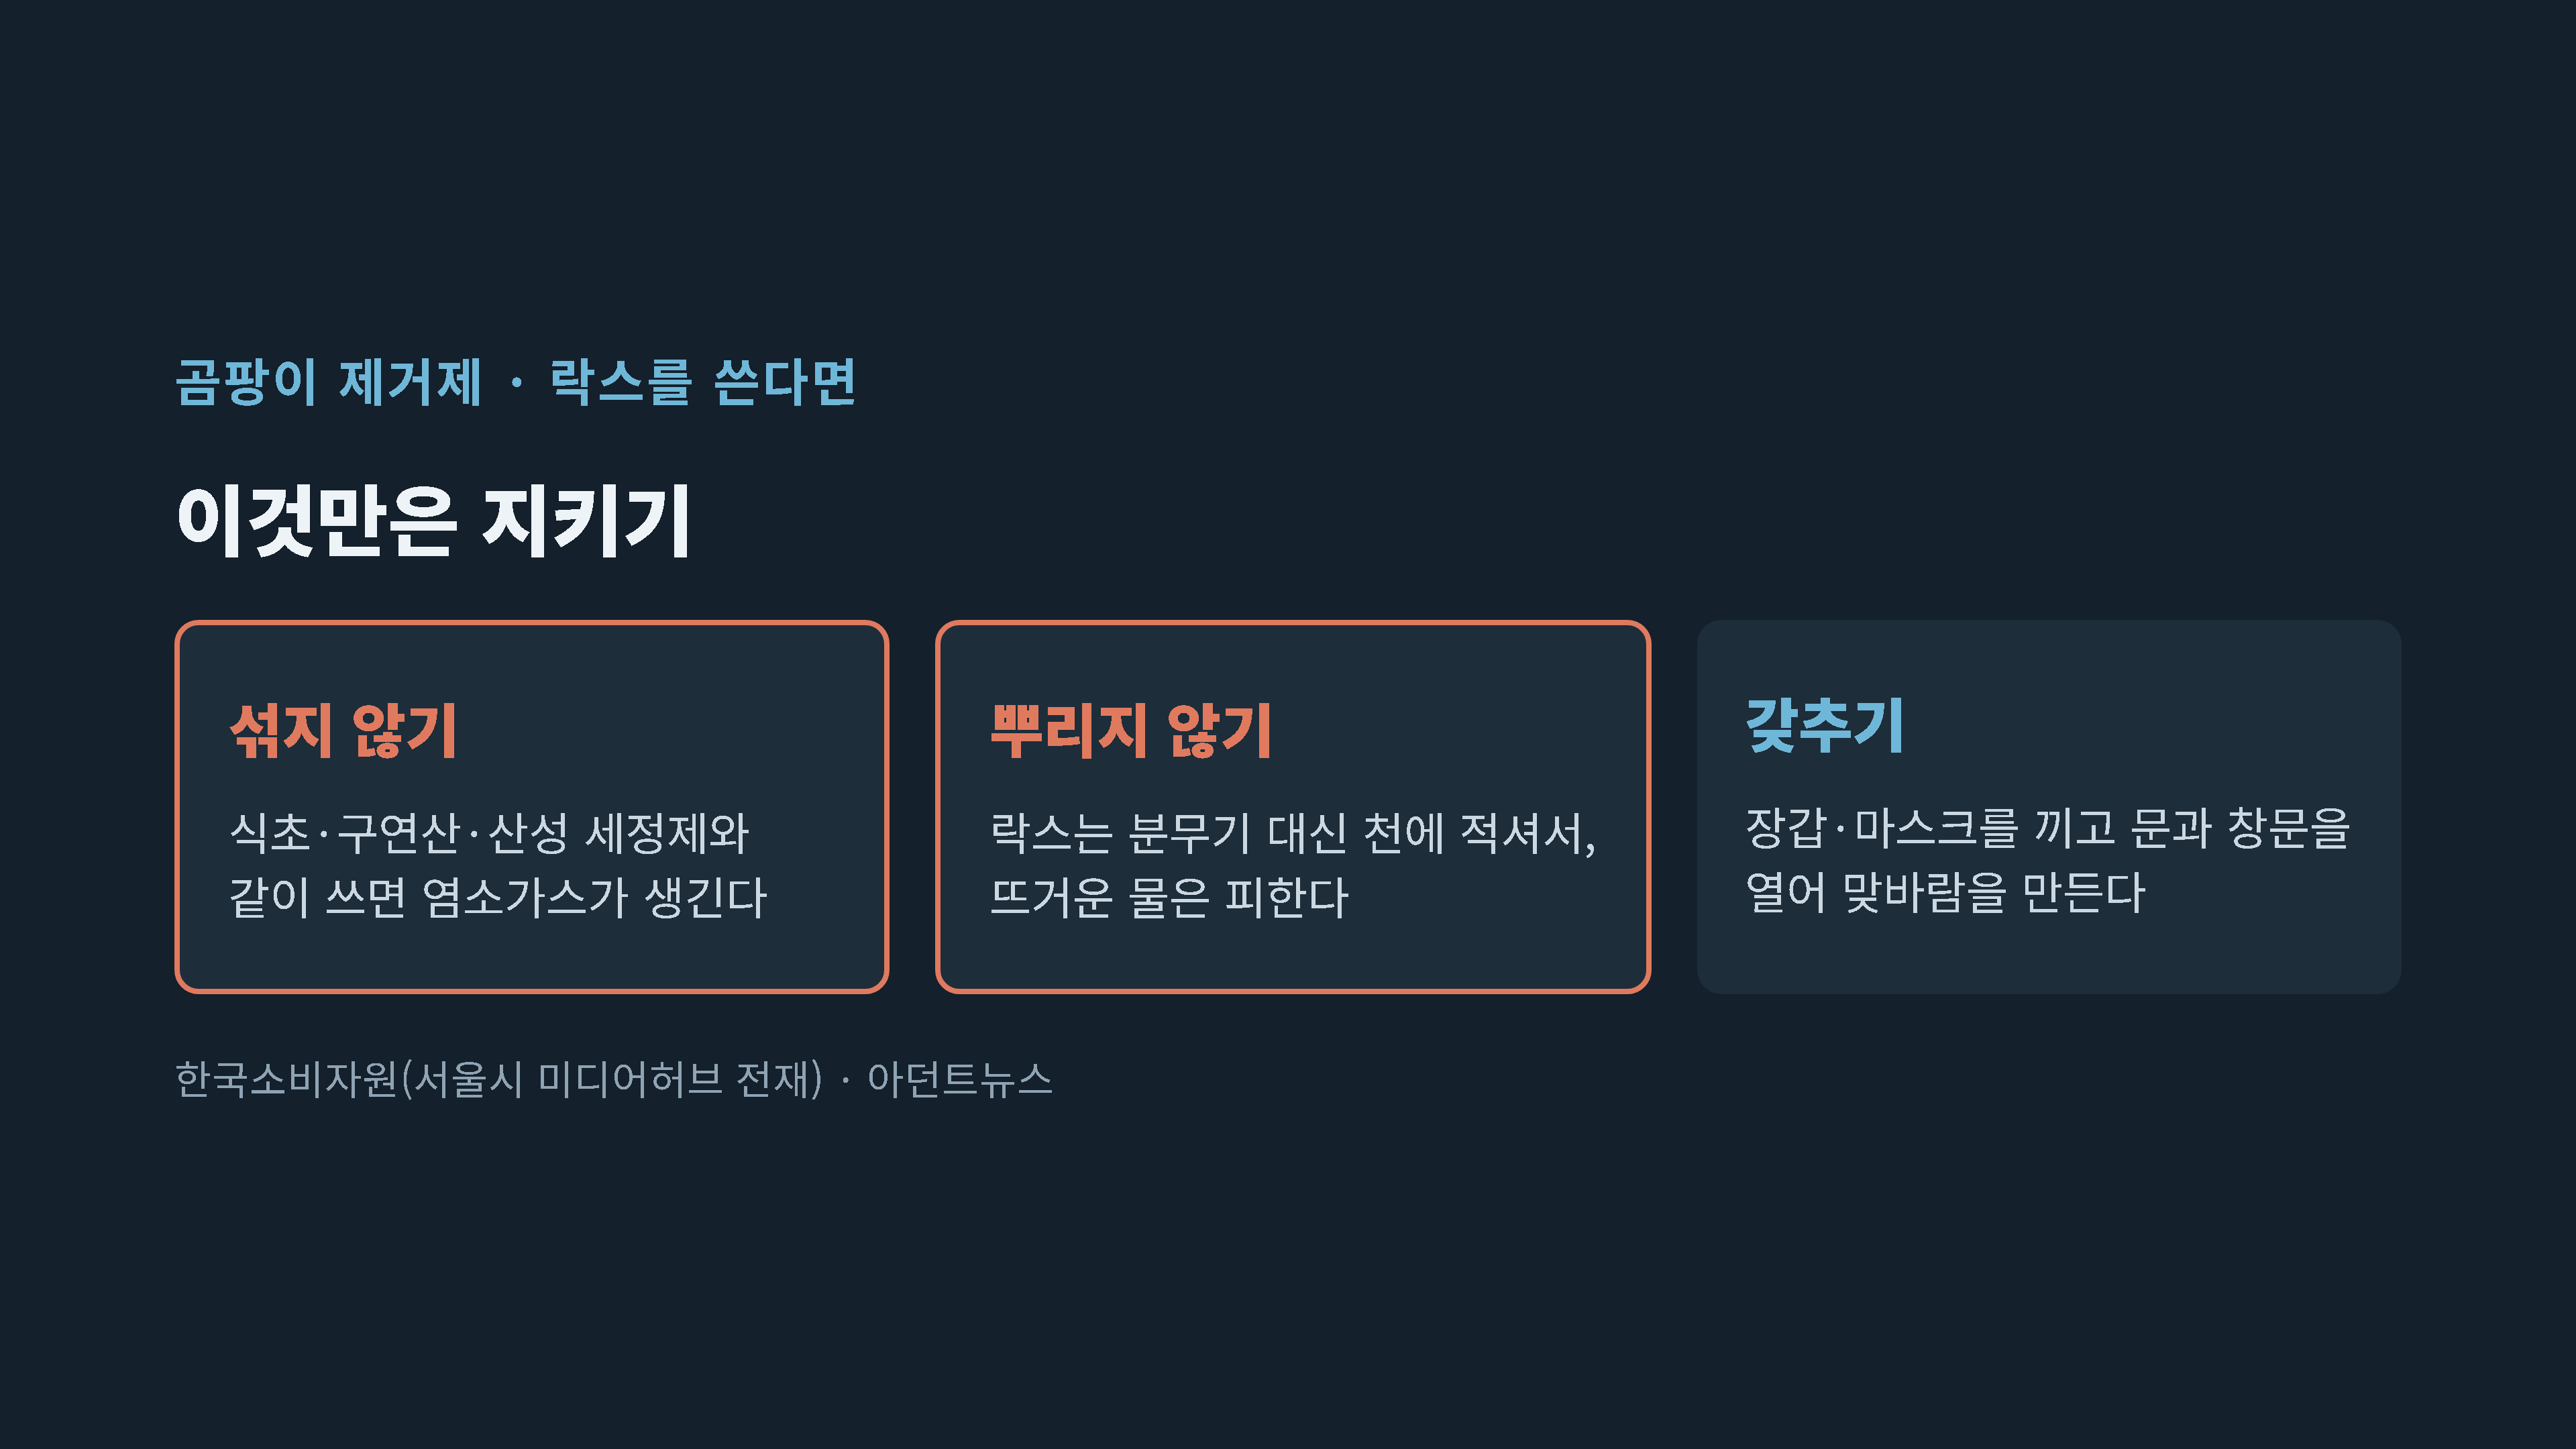 곰팡이 제거제 · 락스를 쓴다면
이것만은 지키기
섞지 않기
식초·구연산·산성 세정제와
같이 쓰면 염소가스가 생긴다
뿌리지 않기
락스는 분무기 대신 천에 적셔서,
뜨거운 물은 피한다
갖추기
장갑·마스크를 끼고 문과 창문을
열어 맞바람을 만든다
한국소비자원(서울시 미디어허브 전재) · 아던트뉴스